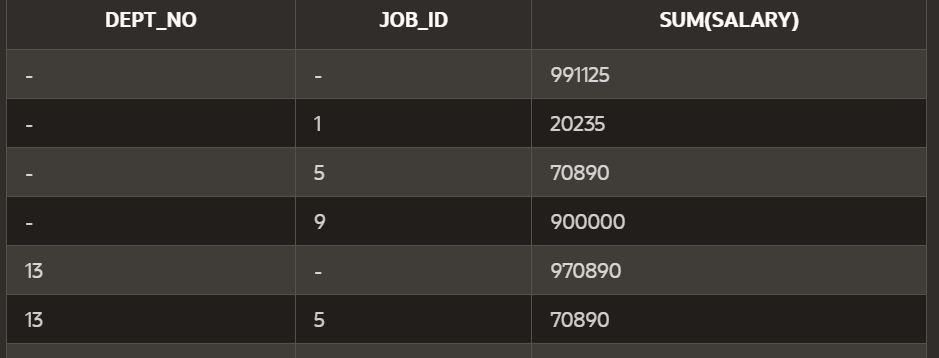 DEPT_NO JOB_ID SUM(SALARY)
- - 991125
- 1 20235
- 5 70890
- 9 900000
13 - 970890
13 5 70890